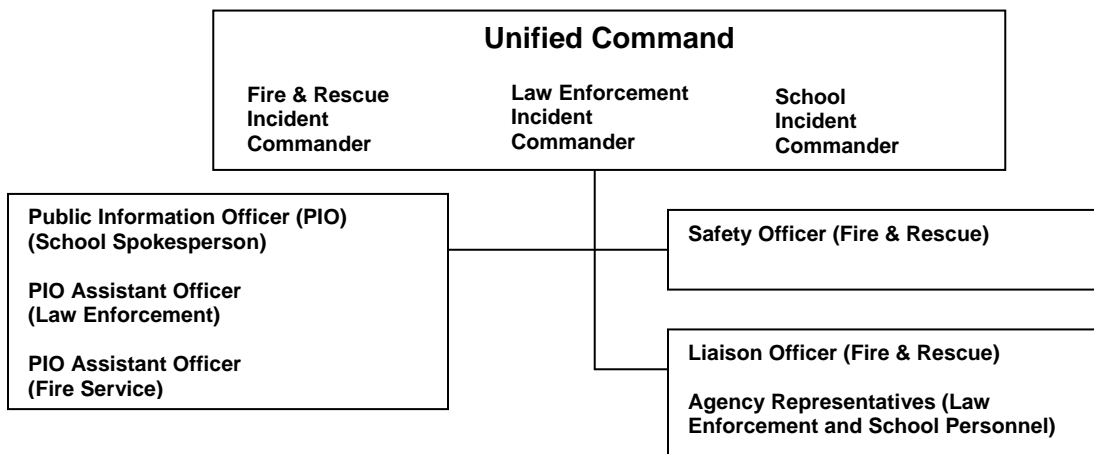 Unified Command
Fire & Rescue
Incident
Commander
Law Enforcement
Incident
Commander
School
Incident
Commander
Public Information Officer (PIO)
(School Spokesperson)
PIO Assistant Officer
(Law Enforcement)
PIO Assistant Officer
(Fire Service)
Safety Officer (Fire & Rescue)
Liaison Officer (Fire & Rescue)
Agency Representatives (Law
Enforcement and School Personnel)